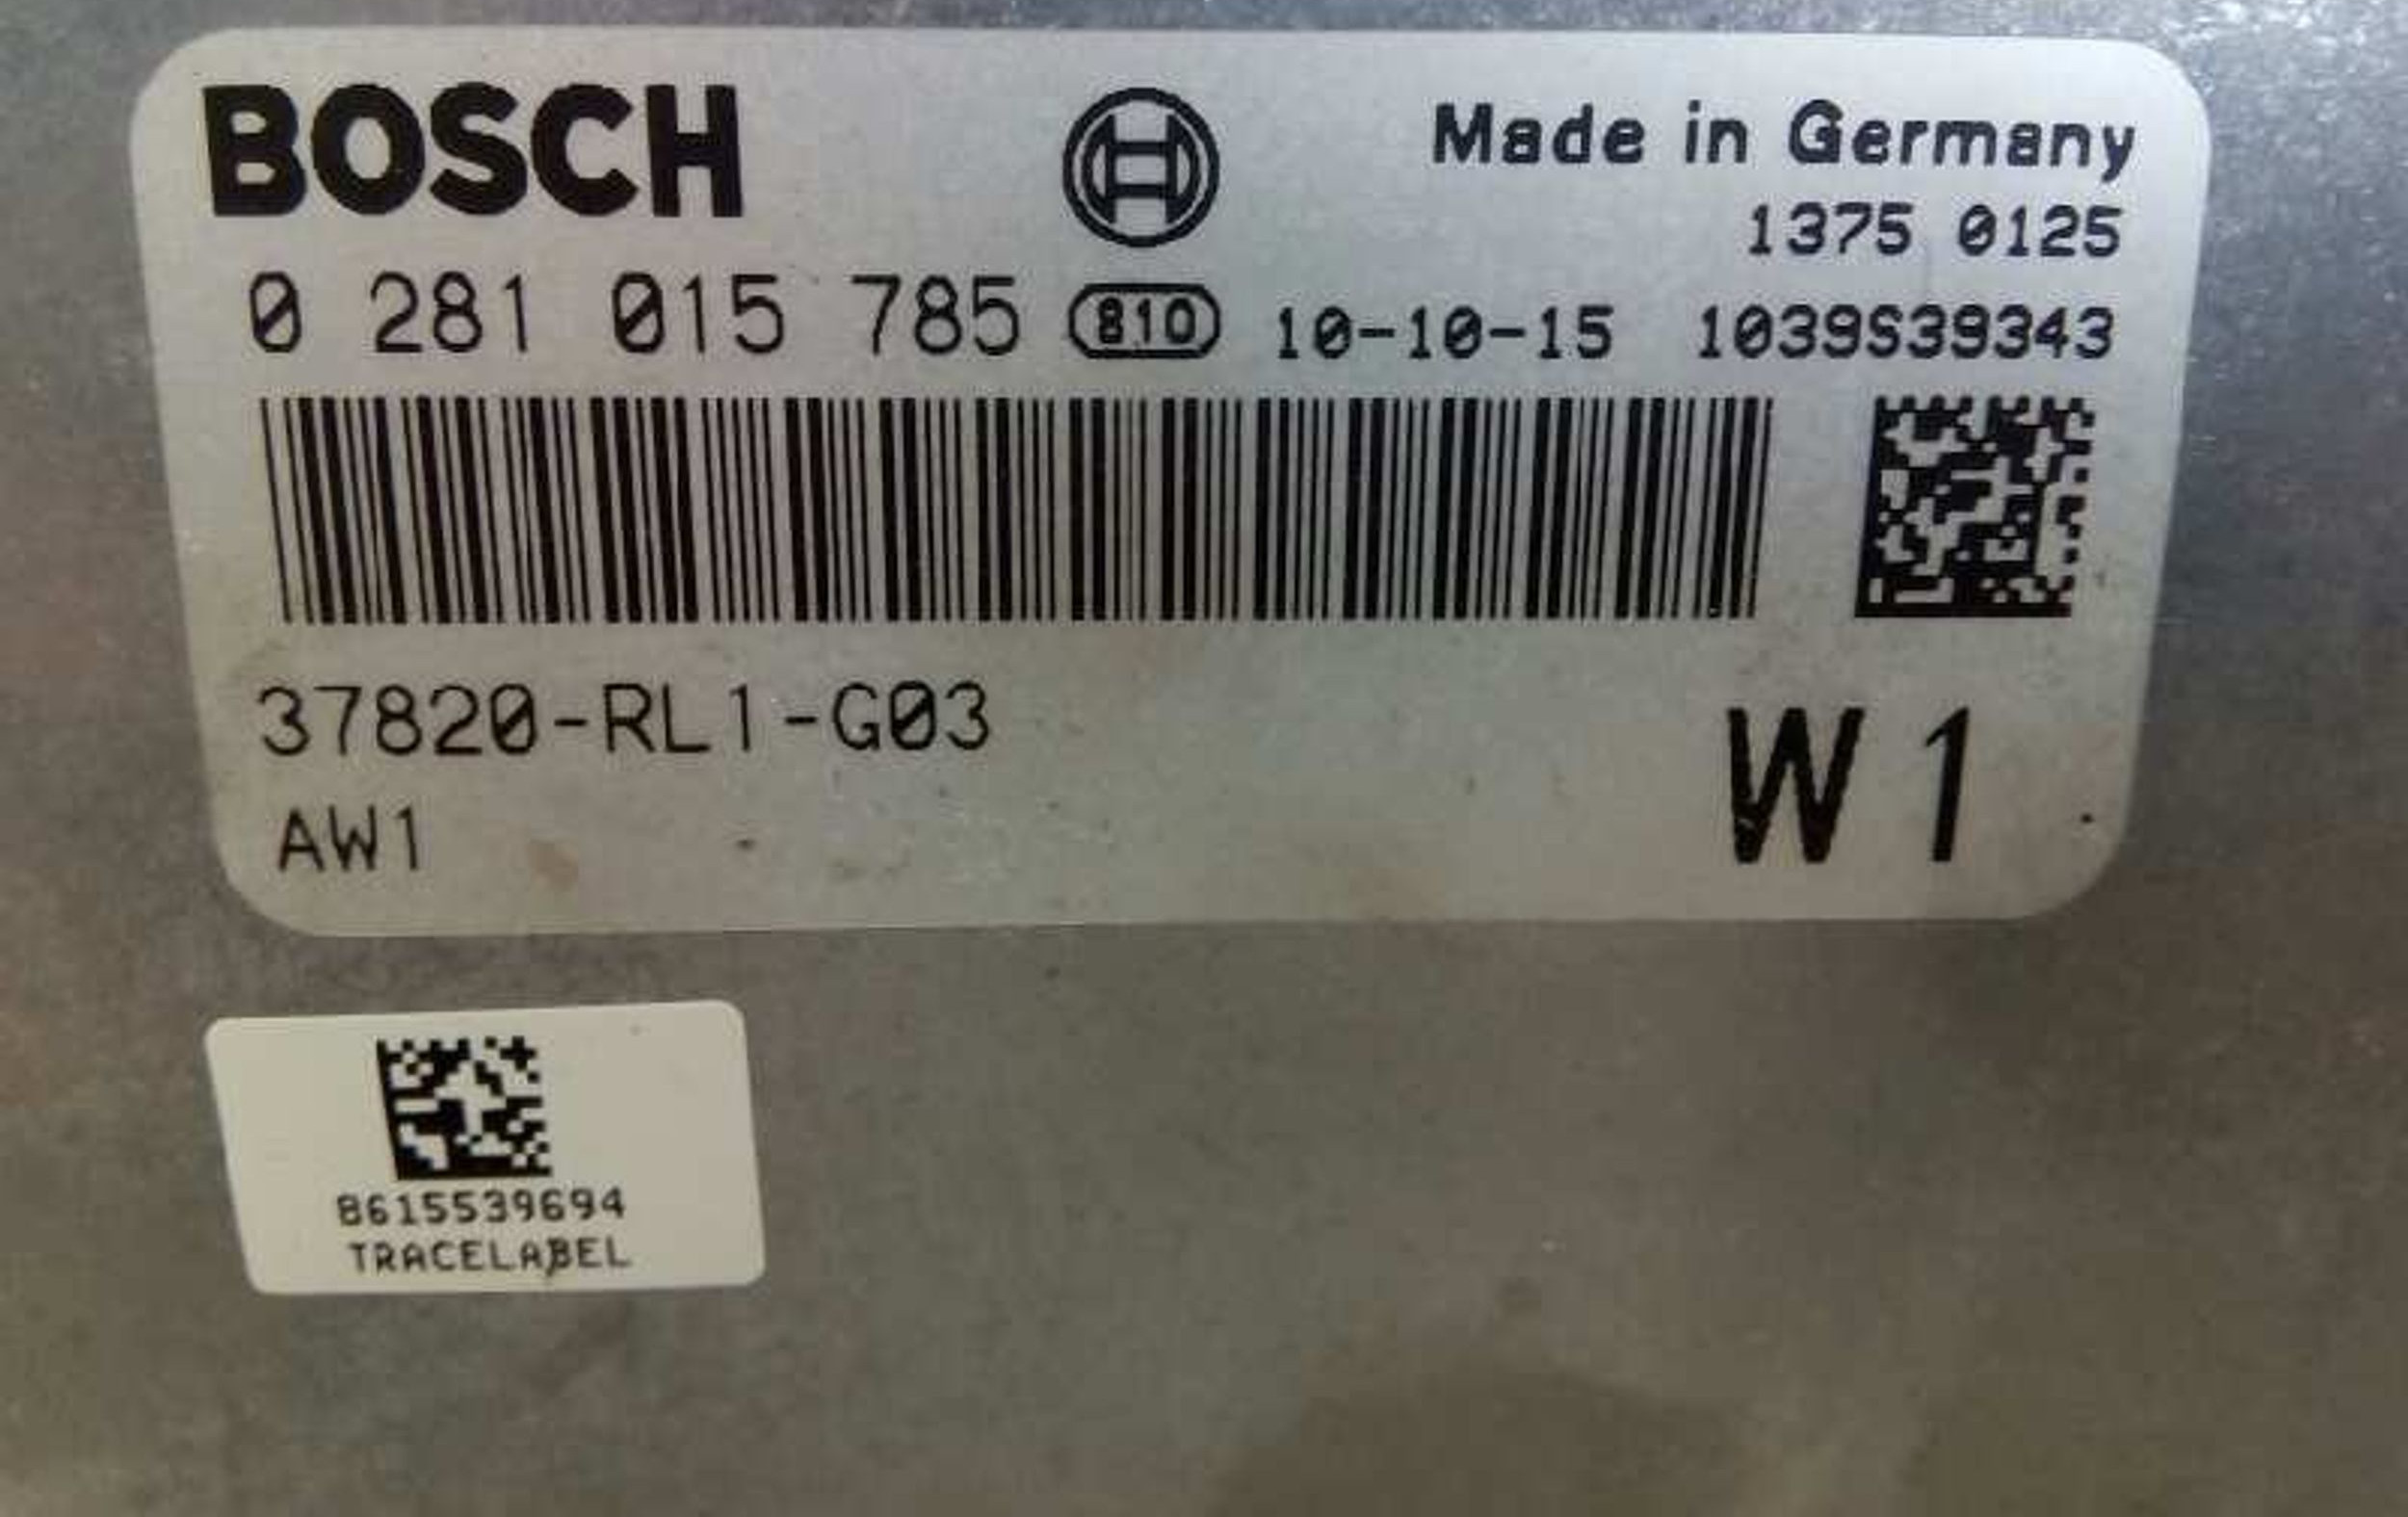 BOSCH
Made in Germany
1375 0125
0 281 015 785 810 10-10-15 1039S39343
37820-RL1-G03
W1
AW1
8615539694
TRACELABEL